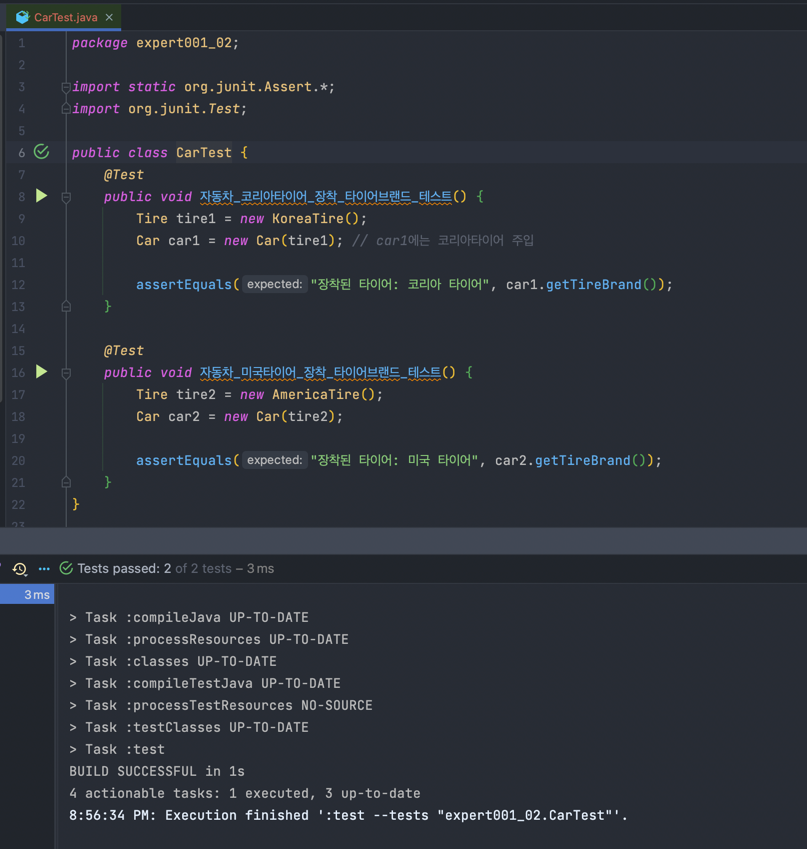 CarTest.java ×
1 package expert001_02;
2
3 import static org.junit.Assert.*;
4 import org.junit.Test;
5
6 public class CarTest {
7 @Test
8 public void 자동차_코리아타이어_장착_타이어브랜드_테스트() {
9 Tire tire1 = new KoreaTire();
10 Car car1 = new Car(tire1); // car1에는 코리아타이어 주입
11
12 assertEquals( expected: "장착된 타이어: 코리아 타이어", car1.getTireBrand());
13 }
14
15 @Test
16 public void 자동차_미국타이어_장착_타이어브랜드_테스트() {
17 Tire tire2 = new AmericaTire();
18 Car car2 = new Car(tire2);
19
20 assertEquals( expected: "장착된 타이어: 미국 타이어", car2.getTireBrand());
21 }
22 }
23
Tests passed: 2 of 2 tests – 3 ms
3 ms
> Task :compileJava UP-TO-DATE
> Task :processResources UP-TO-DATE
> Task :classes UP-TO-DATE
> Task :compileTestJava UP-TO-DATE
> Task :processTestResources NO-SOURCE
> Task :testClasses UP-TO-DATE
> Task :test
BUILD SUCCESSFUL in 1s
4 actionable tasks: 1 executed, 3 up-to-date
8:56:34 PM: Execution finished ':test --tests "expert001_02.CarTest"'.